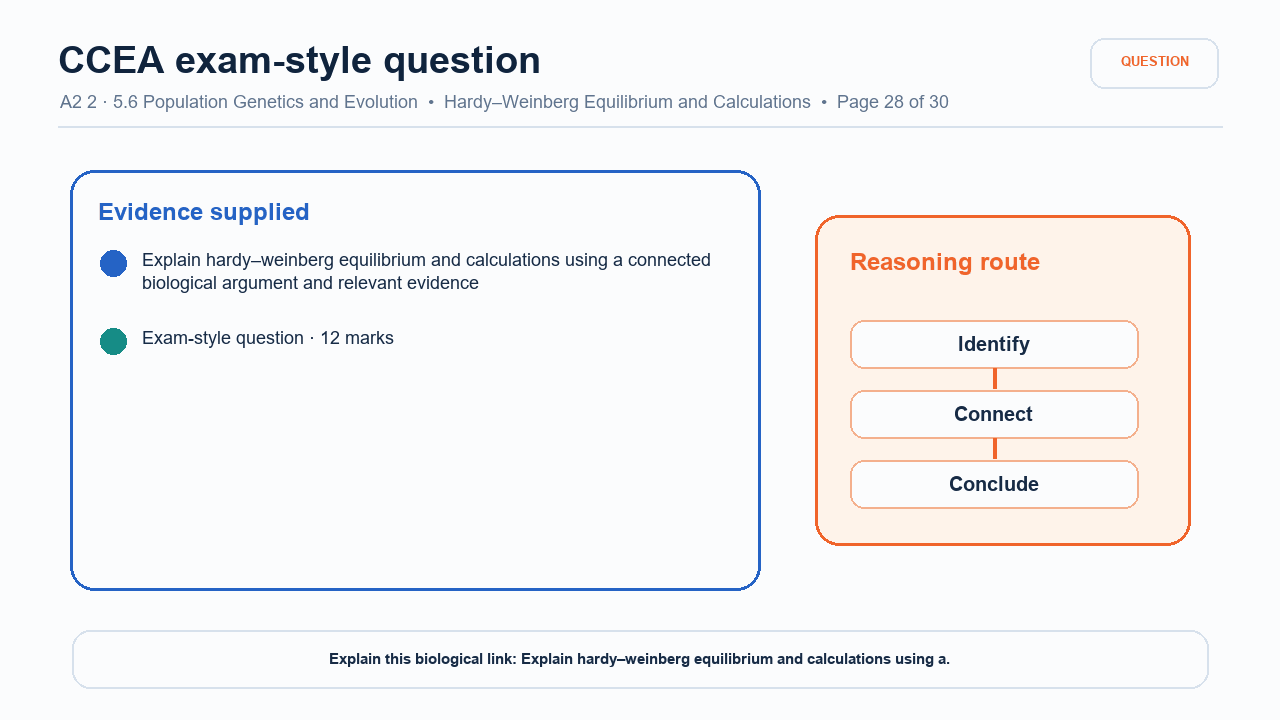 CCEA exam-style question
QUESTION
A2 2 · 5.6 Population Genetics and Evolution • Hardy–Weinberg Equilibrium and Calculations • Page 28 of 30
Evidence supplied
Explain hardy–weinberg equilibrium and calculations using a connected
biological argument and relevant evidence
Exam-style question · 12 marks
Reasoning route
Identify
Connect
Conclude
Explain this biological link: Explain hardy–weinberg equilibrium and calculations using a.